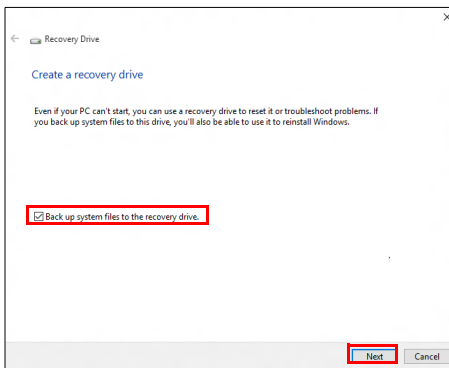 Recovery Drive
Create a recovery drive
Even if your PC can't start, you can use a recovery drive to reset it or troubleshoot problems. If
you back up system files to this drive, you'll also be able to use it to reinstall Windows.
Back up system files to the recovery drive.
Next Cancel